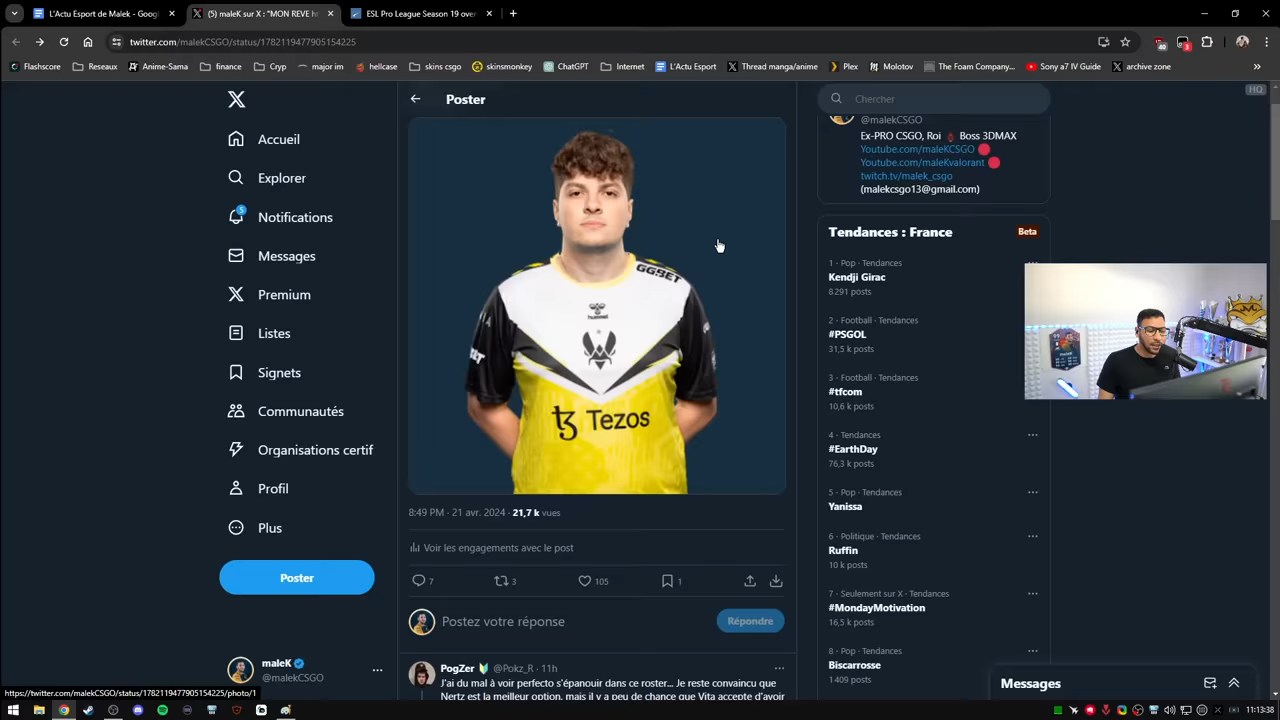 L'Actu Esport de Malek - Googl
(5) maleK sur X : "MON REVE h
ESL Pro League Season 19 over
twitter.com/malekCSGO/status/1782119477905154225
Flashscore
Reseaux
Anime-Sama
finance
Cryp
major im
hellcase
skins csgo
skinsmonkey
ChatGPT
Internet
L'Actu Esport
Thread manga/anime
Plex
Molotov
The Foam Company...
Sony a7 IV Guide
archive zone
HQ
Accueil
Explorer
5
Notifications
Messages
Premium
Listes
Signets
Communautés
Organisations certif
Profil
Plus
Poster
maleK
@malekCSGO
https://twitter.com/malekCSGO/status/1782119477905154225/photo/1
Poster
GGBET
hummel
Tezos
8:49 PM · 21 avr. 2024 · 21,7 k vues
Voir les engagements avec le post
7
3
105
1
Postez votre réponse
Répondre
PogZer @Pokz_R · 11h
J'ai du mal à voir perfecto s'épanouir dans ce roster... Je reste convaincu que
Nertz est la meilleur option, mais il y a peu de chance que Vita accepte d'avoir
Chercher
@malekCSGO
Ex-PRO CSGO, Roi Boss 3DMAX
Youtube.com/maleKCSGO
Youtube.com/maleKvalorant
twitch.tv/malek_csgo
(malekcsgo13@gmail.com)
Tendances : France
Beta
1 · Pop · Tendances
Kendji Girac
8 291 posts
2 · Football · Tendances
#PSGOL
31,5 k posts
3 · Football · Tendances
#tfcom
10,6 k posts
4 · Tendances
#EarthDay
76,3 k posts
5 · Pop · Tendances
Yanissa
6 · Politique · Tendances
Ruffin
10 k posts
7 · Seulement sur X · Tendances
#MondayMotivation
16,5 k posts
8 · Pop · Tendances
Biscarrosse
1 409 posts
Messages
11:13:38